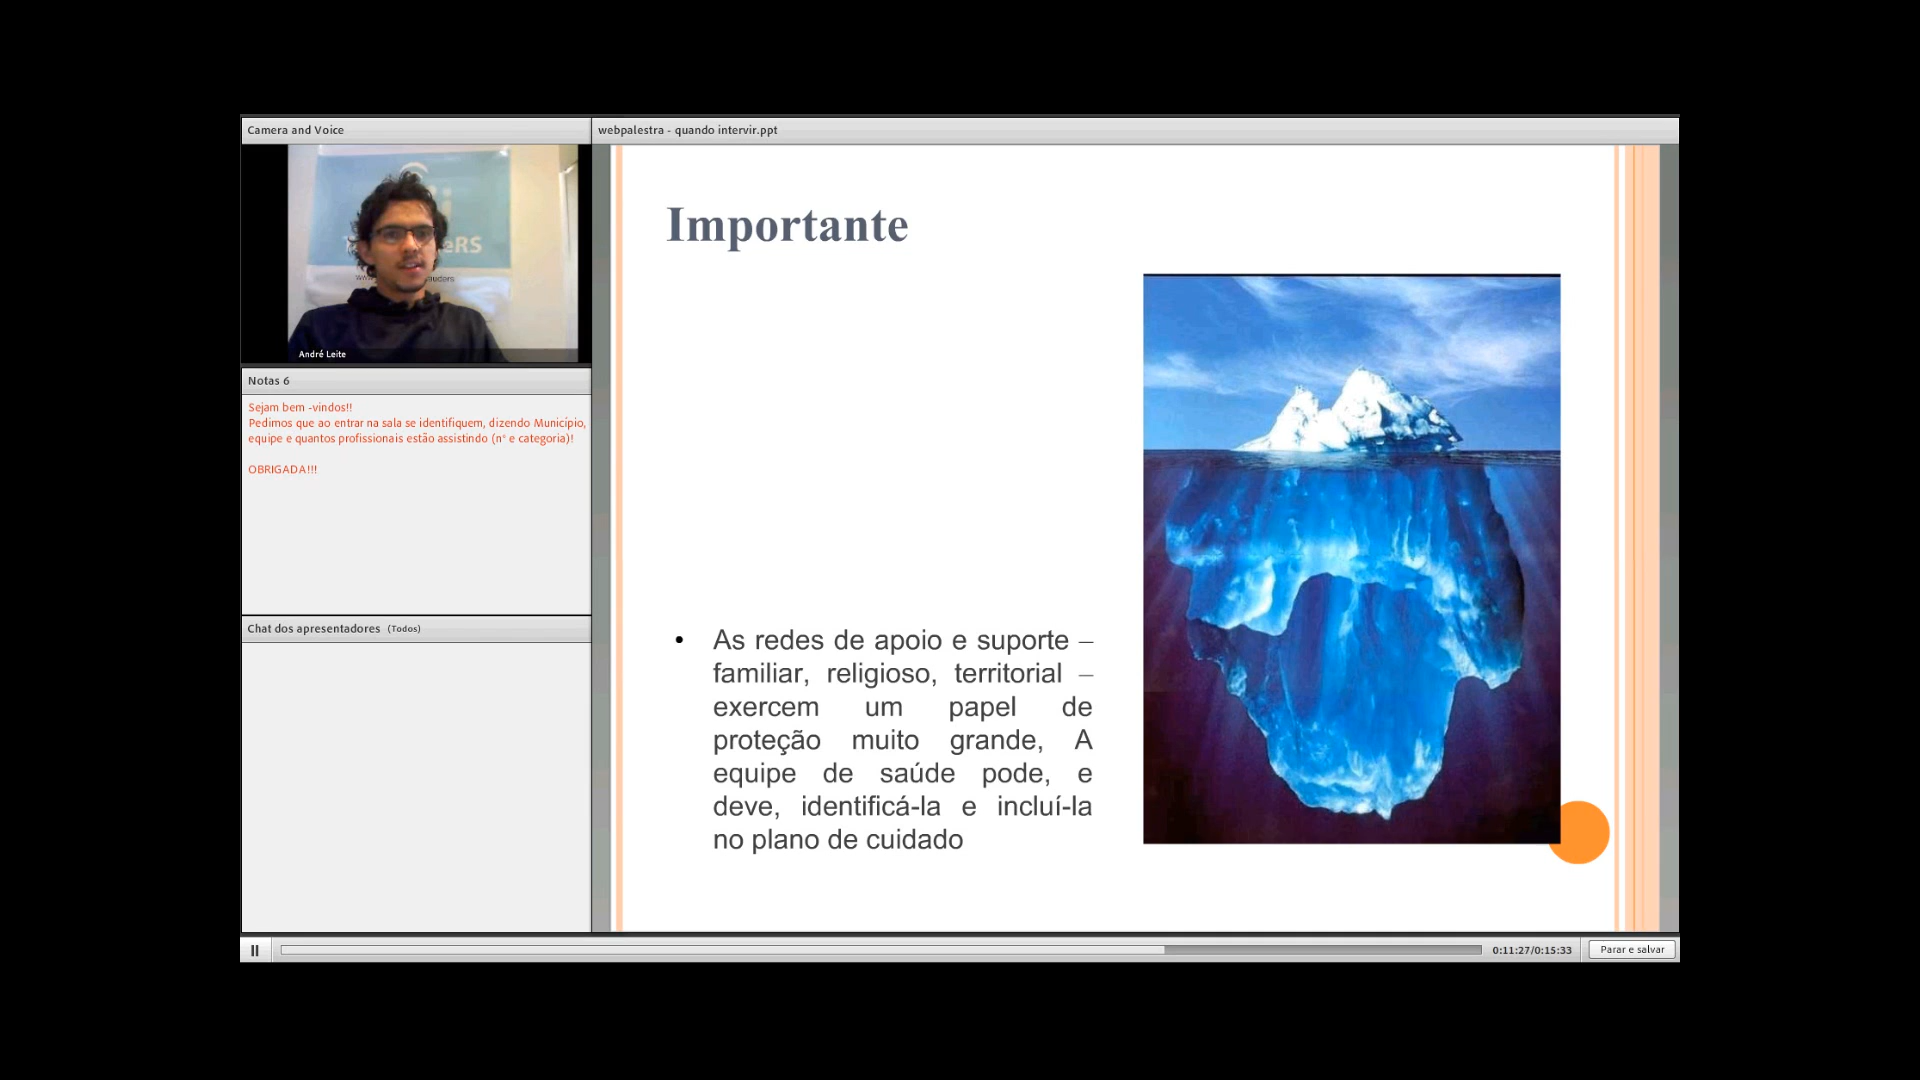 Camera and Voice
webpalestra - quando intervir.ppt
eRS
André Leite
Notas 6
Sejam bem -vindos!!
Pedimos que ao entrar na sala se identifiquem, dizendo Município,
equipe e quantos profissionais estão assistindo (n° e categoria)!
OBRIGADA!!!
Chat dos apresentadores (Todos)
Importante
• As redes de apoio e suporte –
familiar, religioso, territorial –
exercem um papel de
proteção muito grande, A
equipe de saúde pode, e
deve, identificá-la e incluí-la
no plano de cuidado
0:11:27/0:15:33
Parar e salvar